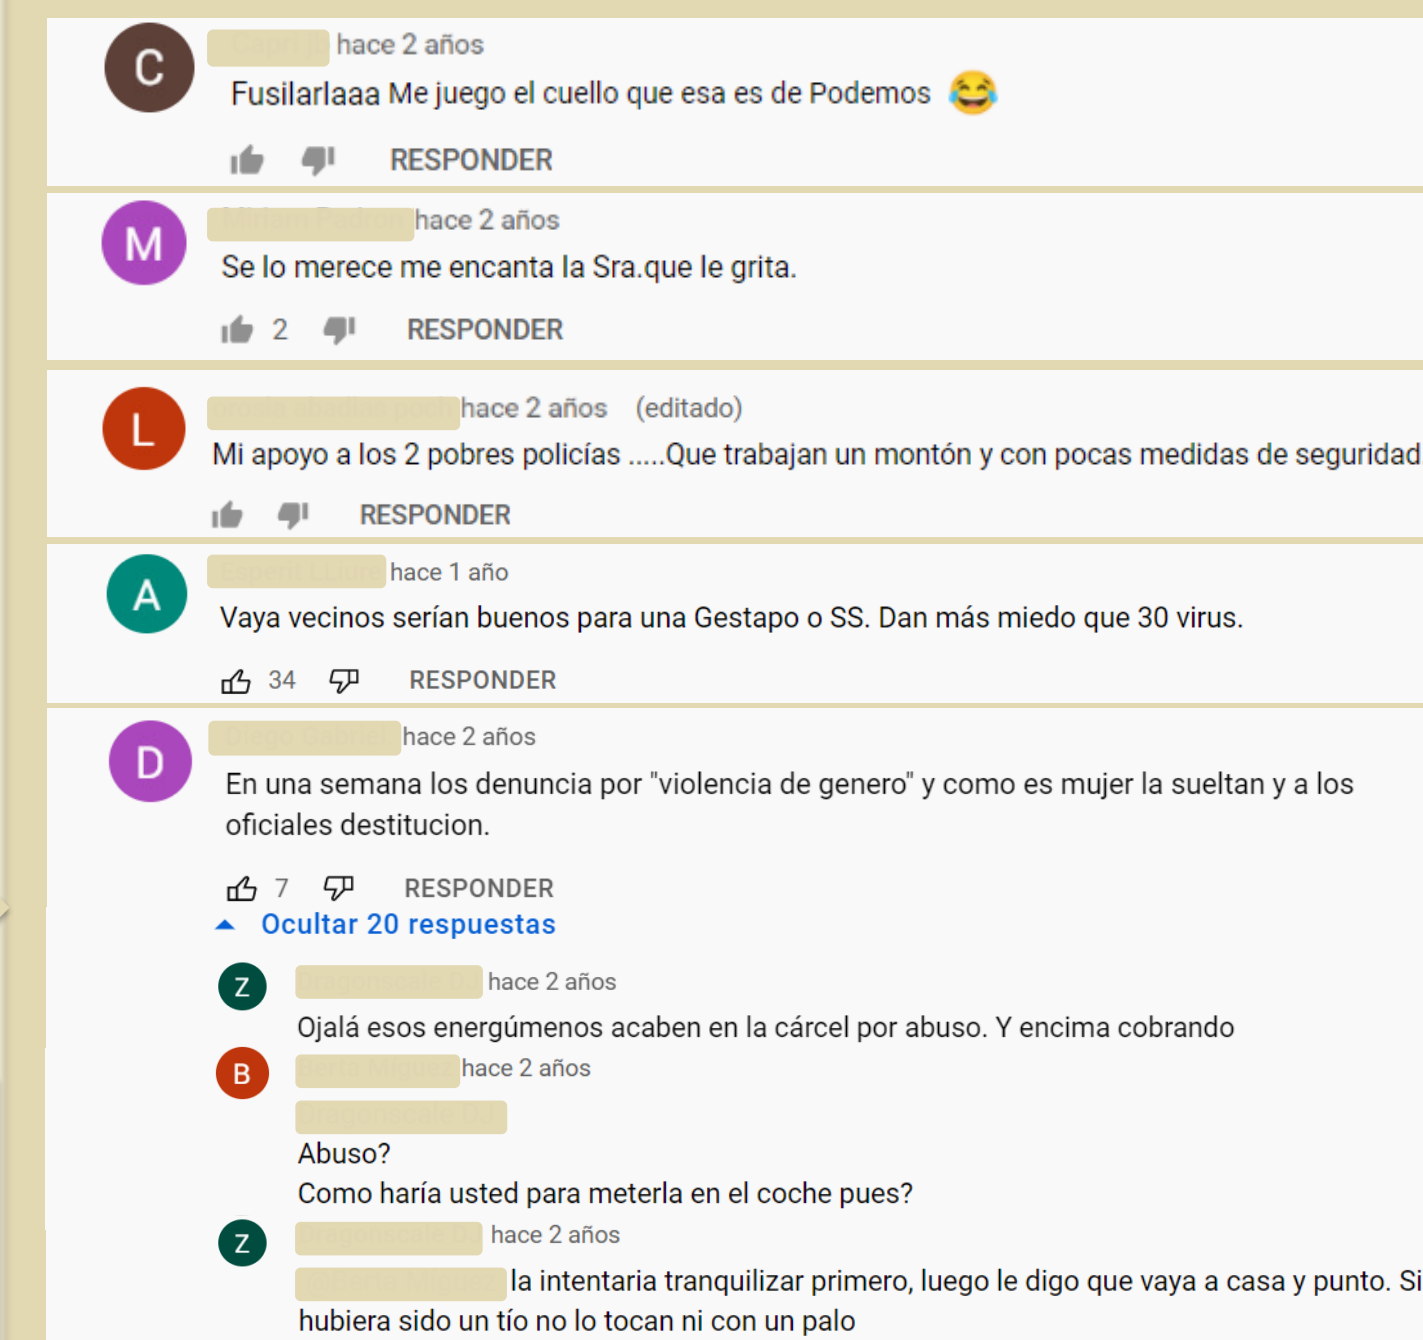 C
hace 2 años
Fusilarlaaa Me juego el cuello que esa es de Podemos 😂
RESPONDER
M
hace 2 años
Se lo merece me encanta la Sra.que le grita.
2 RESPONDER
L
hace 2 años (editado)
Mi apoyo a los 2 pobres policías .....Que trabajan un montón y con pocas medidas de seguridad
RESPONDER
A
hace 1 año
Vaya vecinos serían buenos para una Gestapo o SS. Dan más miedo que 30 virus.
34 RESPONDER
D
hace 2 años
En una semana los denuncia por "violencia de genero" y como es mujer la sueltan y a los
oficiales destitucion.
7 RESPONDER
Ocultar 20 respuestas
Z
hace 2 años
Ojalá esos energúmenos acaben en la cárcel por abuso. Y encima cobrando
B
hace 2 años
Abuso?
Como haría usted para meterla en el coche pues?
Z
hace 2 años
la intentaria tranquilizar primero, luego le digo que vaya a casa y punto. Si
hubiera sido un tío no lo tocan ni con un palo